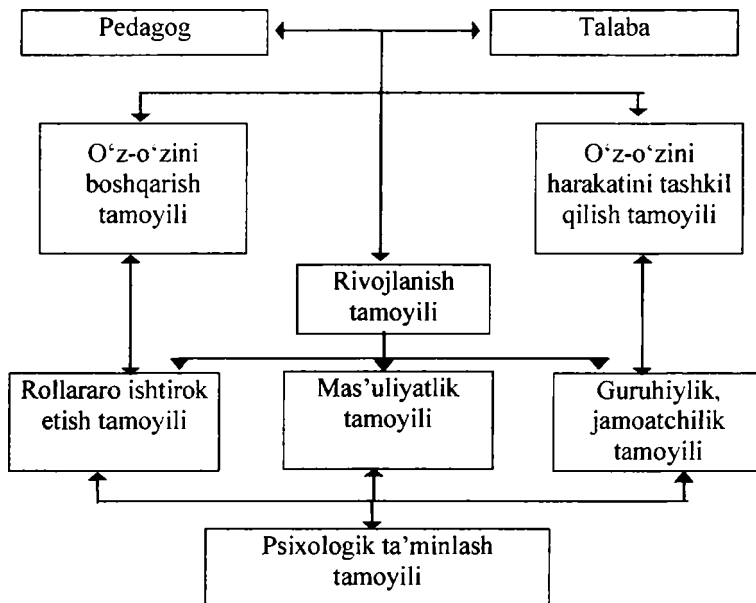 Pedagog
Talaba
O‘z-o‘zini
boshqarish
tamoyili
O‘z-o‘zini
harakatini tashkil
qilish tamoyili
Rivojlanish
tamoyili
Rollararo ishtirok
etish tamoyili
Mas’uliyatlik
tamoyili
Guruhiylik,
jamoatchilik
tamoyili
Psixologik ta’minlash
tamoyili